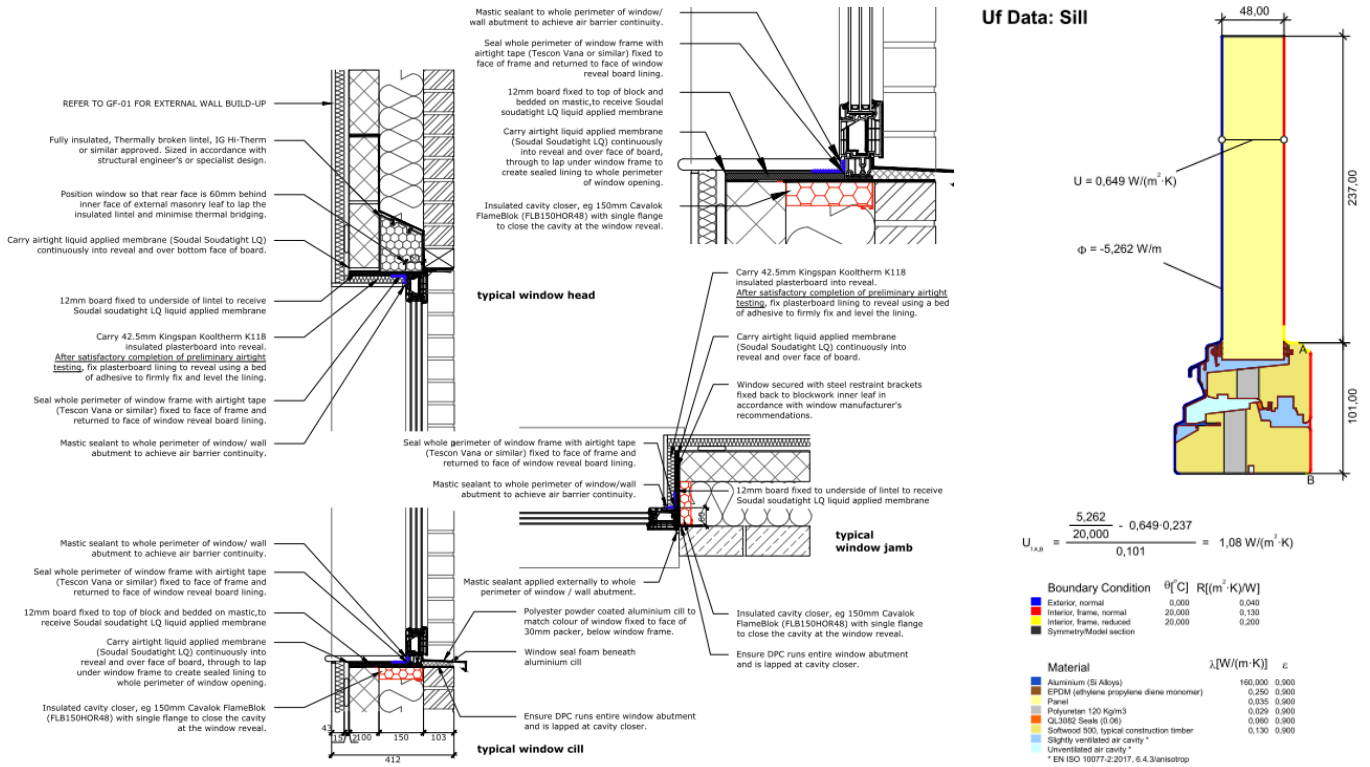 REFER TO GF-01 FOR EXTERNAL WALL BUILD-UP
Fully insulated, Thermally broken lintel, IG Hi-Therm
or similar approved. Sized in accordance with
structural engineer's or specialist design.
Position window so that rear face is 60mm behind
inner face of external masonry leaf to lap the
insulated lintel and minimise thermal bridging.
Carry airtight liquid applied membrane (Soudal Soudatight LQ)
continuously into reveal and over bottom face of board.
12mm board fixed to underside of lintel to receive
Soudal soudatight LQ liquid applied membrane
Carry 42.5mm Kingspan Kooltherm K118
insulated plasterboard into reveal.
After satisfactory completion of preliminary airtight
testing, fix plasterboard lining to reveal using a bed
of adhesive to firmly fix and level the lining.
Seal whole perimeter of window frame with airtight tape
(Tescon Vana or similar) fixed to face of frame and
returned to face of window reveal board lining.
Mastic sealant to whole perimeter of window/ wall
abutment to achieve air barrier continuity.
typical window head
Mastic sealant to whole perimeter of window/
wall abutment to achieve air barrier continuity.
Seal whole perimeter of window frame with
airtight tape (Tescon Vana or similar) fixed to
face of frame and returned to face of window
reveal board lining.
12mm board fixed to top of block and
bedded on mastic,to receive Soudal
soudatight LQ liquid applied membrane
Carry airtight liquid applied membrane
(Soudal Soudatight LQ) continuously
into reveal and over face of board,
through to lap under window frame to
create sealed lining to whole perimeter
of window opening.
Insulated cavity closer, eg 150mm Cavalok
FlameBlok (FLB150HOR48) with single flange
to close the cavity at the window reveal.
Carry 42.5mm Kingspan Kooltherm K118
insulated plasterboard into reveal.
After satisfactory completion of preliminary airtight
testing, fix plasterboard lining to reveal using a bed
of adhesive to firmly fix and level the lining.
Carry airtight liquid applied membrane
(Soudal Soudatight LQ) continuously into
reveal and over face of board.
Window secured with steel restraint brackets
fixed back to blockwork inner leaf in
accordance with window manufacturer's
recommendations.
Seal whole perimeter of window frame with airtight tape
(Tescon Vana or similar) fixed to face of frame and
returned to face of window reveal board lining.
Mastic sealant to whole perimeter of window/wall
abutment to achieve air barrier continuity.
12mm board fixed to underside of lintel to receive
Soudal soudatight LQ liquid applied membrane
60
typical
window jamb
Mastic sealant applied externally to whole
perimeter of window / wall abutment.
Insulated cavity closer, eg 150mm Cavalok
FlameBlok (FLB150HOR48) with single flange
to close the cavity at the window reveal.
Ensure DPC runs entire window abutment
and is lapped at cavity closer.
Mastic sealant to whole perimeter of window/ wall
abutment to achieve air barrier continuity.
Seal whole perimeter of window frame with airtight tape
(Tescon Vana or similar) fixed to face of frame and
returned to face of window reveal board lining.
12mm board fixed to top of block and bedded on mastic,to
receive Soudal Soudatight LQ liquid applied membrane
Carry airtight liquid applied membrane
(Soudal Soudatight LQ) continuously into
reveal and over face of board, through to lap
under window frame to create sealed lining to
whole perimeter of window opening.
Insulated cavity closer, eg 150mm Cavalok FlameBlok
(FLB150HOR48) with single flange to close the cavity
at the window reveal.
Polyester powder coated aluminium cill to
match colour of window fixed to face of
30mm packer, below window frame.
Window seal foam beneath
aluminium cill
Ensure DPC runs entire window abutment
and is lapped at cavity closer.
43
150
103
412
typical window cill
Uf Data: Sill
48,00
237,00
101,00
U = 0,649 W/(m²·K)
Φ = -5,262 W/m
A
B
U₁A,B = (5,262 / 20,000 - 0,649·0,237) / 0,101 = 1,08 W/(m²·K)
Boundary Condition θ[°C] R[(m²·K)/W]
Exterior, normal 0,000 0,040
Interior, frame, normal 20,000 0,130
Interior, frame, reduced 20,000 0,200
Symmetry/Model section
Material λ[W/(m·K)] ε
Aluminium (Si Alloys) 160,000 0,900
EPDM (ethylene propylene diene monomer) 0,250 0,900
Panel 0,035 0,900
Polyuretan 120 Kg/m3 0,029 0,900
QL3082 Seals (0.06) 0,060 0,900
Softwood 500, typical construction timber 0,130 0,900
Slightly ventilated air cavity *
Unventilated air cavity *
* EN ISO 10077-2:2017, 6.4.3/anisotrop